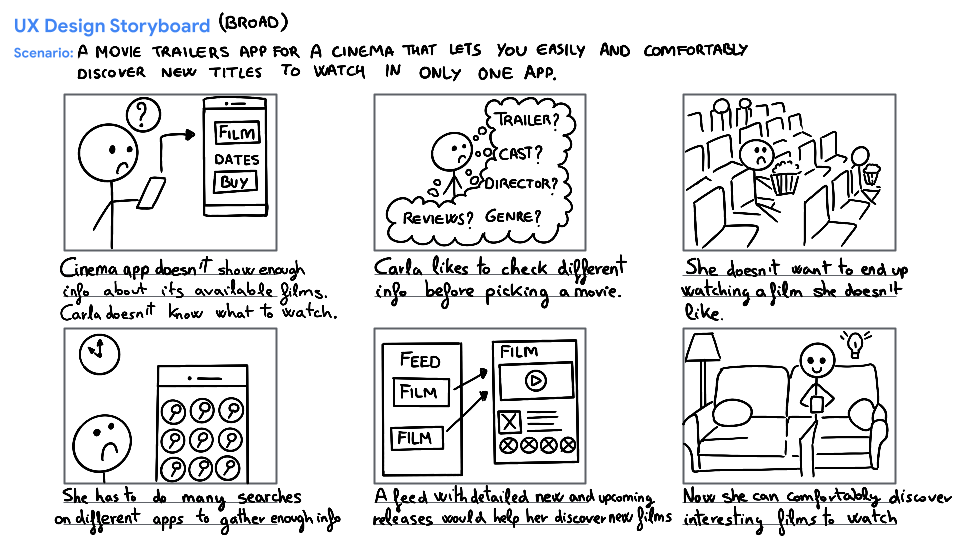 UX Design Storyboard (BROAD)
Scenario: A MOVIE TRAILERS APP FOR A CINEMA THAT LETS YOU EASILY AND COMFORTABLY
DISCOVER NEW TITLES TO WATCH IN ONLY ONE APP.
?
FILM
DATES
BUY
Cinema app doesn't show enough
info about its available films.
Carla doesn't know what to watch.
TRAILER?
CAST?
DIRECTOR?
REVIEWS? GENRE?
Carla likes to check different
info before picking a movie.
She doesn't want to end up
watching a film she doesn't
like.
She has to do many searches
on different apps to gather enough info
FEED
FILM
FILM
FILM
A feed with detailed new and upcoming
releases would help her discover new films
Now she can comfortably discover
interesting films to watch